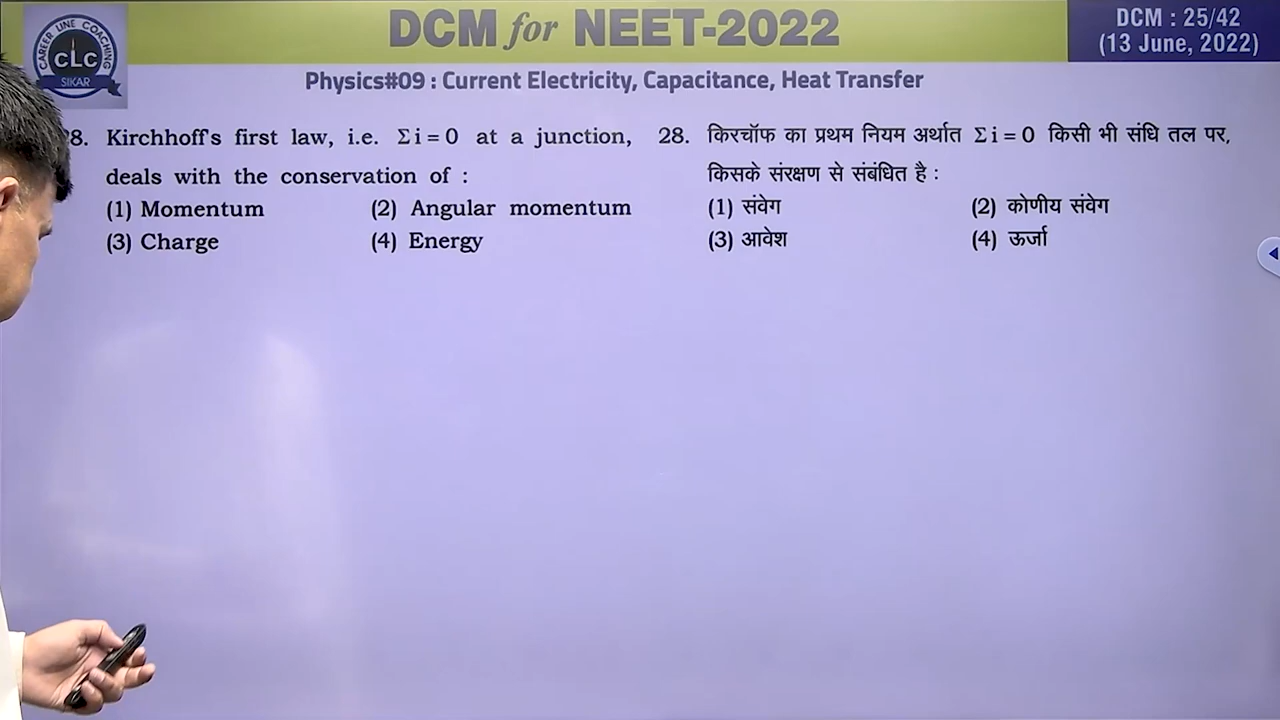 CAREER LINE COACHING
CLC
SIKAR
DCM for NEET-2022
DCM : 25/42
(13 June, 2022)
Physics#09 : Current Electricity, Capacitance, Heat Transfer
8. Kirchhoff's first law, i.e. Σi=0 at a junction,
deals with the conservation of :
(1) Momentum (2) Angular momentum
(3) Charge (4) Energy
28. किरचॉफ का प्रथम नियम अर्थात Σi=0 किसी भी संधि तल पर,
किसके संरक्षण से संबंधित है :
(1) संवेग (2) कोणीय संवेग
(3) आवेश (4) ऊर्जा